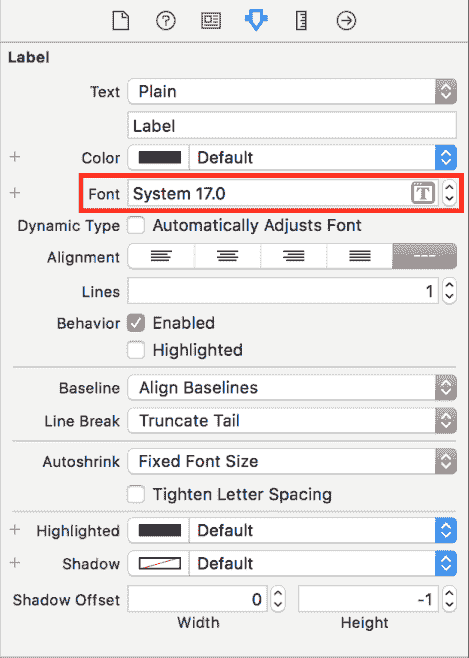 Label
Text Plain
Label
+ Color Default
+ Font System 17.0 T
Dynamic Type Automatically Adjusts Font
Alignment ---
Lines 1
Behavior Enabled
Highlighted
Baseline Align Baselines
Line Break Truncate Tail
Autoshrink Fixed Font Size
Tighten Letter Spacing
+ Highlighted Default
+ Shadow Default
Shadow Offset 0 -1
Width Height